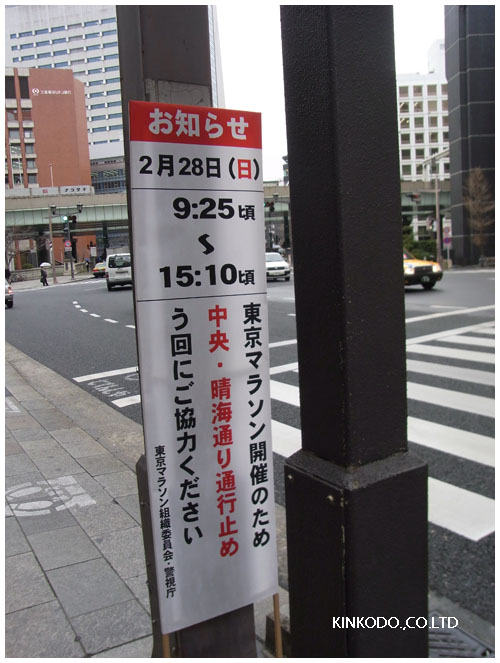 お知らせ
2月28日(日)
9:25頃
〜
15:10頃
東京マラソン開催のため
中央・晴海通り通行止め
う回にご協力ください
東京マラソン組織委員会・警視庁
KINKODO.,CO.LTD